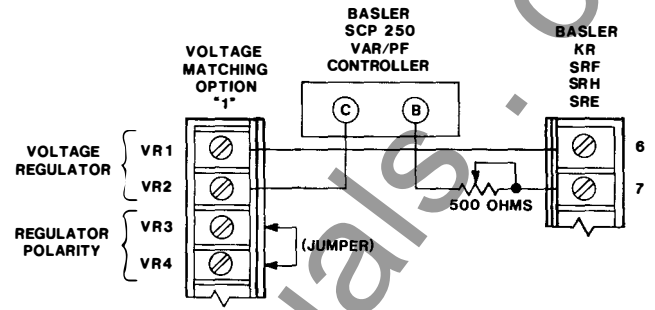 BASLER
SCP 250
VAR/PF
CONTROLLER
BASLER
KR
SRF
SRH
SRE
VOLTAGE
MATCHING
OPTION
"1"
C
B
VOLTAGE
REGULATOR
VR1
VR2
6
7
500 OHMS
REGULATOR
POLARITY
VR3
VR4
(JUMPER)